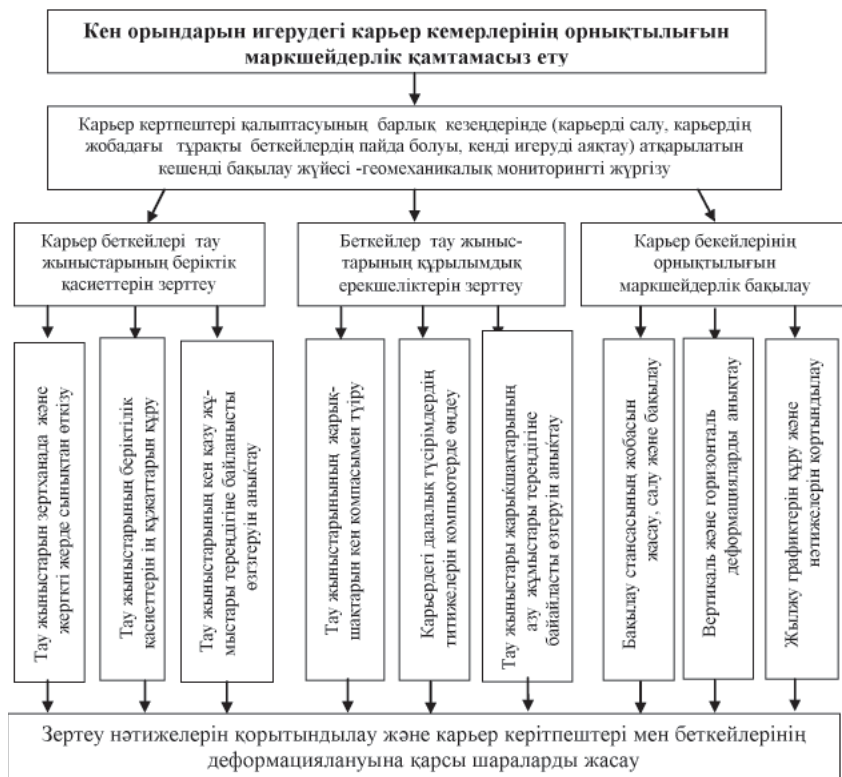 Кен орындарын игерудегі карьер кемерлерінің орнықтылығын
маркшейдерлік қамтамасыз ету
Карьер кертпештері қалыптасуының барлық кезеңдерінде (карьерді салу, карьердің
жобадағы тұрақты беткейлердің пайда болуы, кенді игеруді аяқтау) атқарылатын
кешенді бақылау жүйесі -геомеханикалық мониторингті жүргізу
Карьер беткейлері тау
жыныстарының беріктік
қасиеттерін зерттеу
Беткейлер тау жыныс-
тарының құрылымдық
ерекшеліктерін зерттеу
Карьер бекейлерінің
орнықтылығын
маркшейдерлік бақылау
Тау жыныстарын зертханада және
жергкті жерде сынықтан өткізу
Тау жыныстарының беріктілік
қасиеттерін ің құжаттарын құру
Тау жыныстарының кен қазу жұ-
мыстары тереңдігіне байланысты
өзгзгеруін анықтау
Тау жыныстарынының жарық-
шақтарын кен компасымен түіру
Карьердегі далалық түсірімдердің
титижелерін компьютерде өңдеу
Тау жыныстары жарықшақтарының
азу жұмыстары тереңдігіне
байайласты өзгеруін анықтау
Бақылау стансасының жобасын
жасау, салу және бақылау
Вертикаль және горизонталь
деформацияларды анықтау
Жылжу графиктерін құру және
нәтижелерін қортындылау
Зертеу нәтижелерін қорытындылау және карьер керітпештері мен беткейлерінің
деформациялануына қарсы шараларды жасау